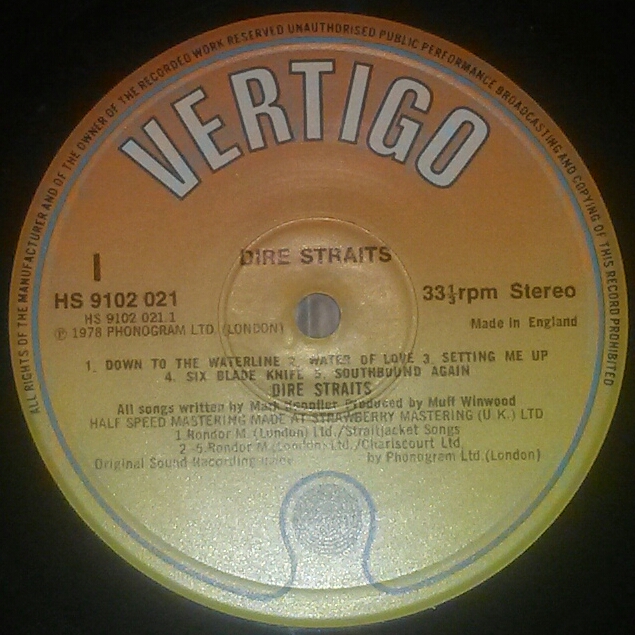 ALL RIGHTS OF THE MANUFACTURER AND OF THE OWNER OF THE RECORDED WORK RESERVED UNAUTHORISED PUBLIC PERFORMANCE BROADCASTING AND COPYING OF THIS RECORD PROHIBITED
VERTIGO
DIRE STRAITS
1
HS 9102 021
33⅓rpm Stereo
HS 9102 021 1
℗ 1978 PHONOGRAM LTD. (LONDON)
Made in England
1. DOWN TO THE WATERLINE 2. WATER OF LOVE 3. SETTING ME UP
4. SIX BLADE KNIFE 5. SOUTHBOUND AGAIN
DIRE STRAITS
All songs written by Mark Knopfler. Produced by Muff Winwood
HALF SPEED MASTERING MADE AT STRAWBERRY MASTERING (U.K.) LTD
1.Rondor M.(London) Ltd./Straitjacket Songs
2-5.Rondor M.(London) Ltd./Chariscourt Ltd.
Original Sound Recording made by Phonogram Ltd.(London)